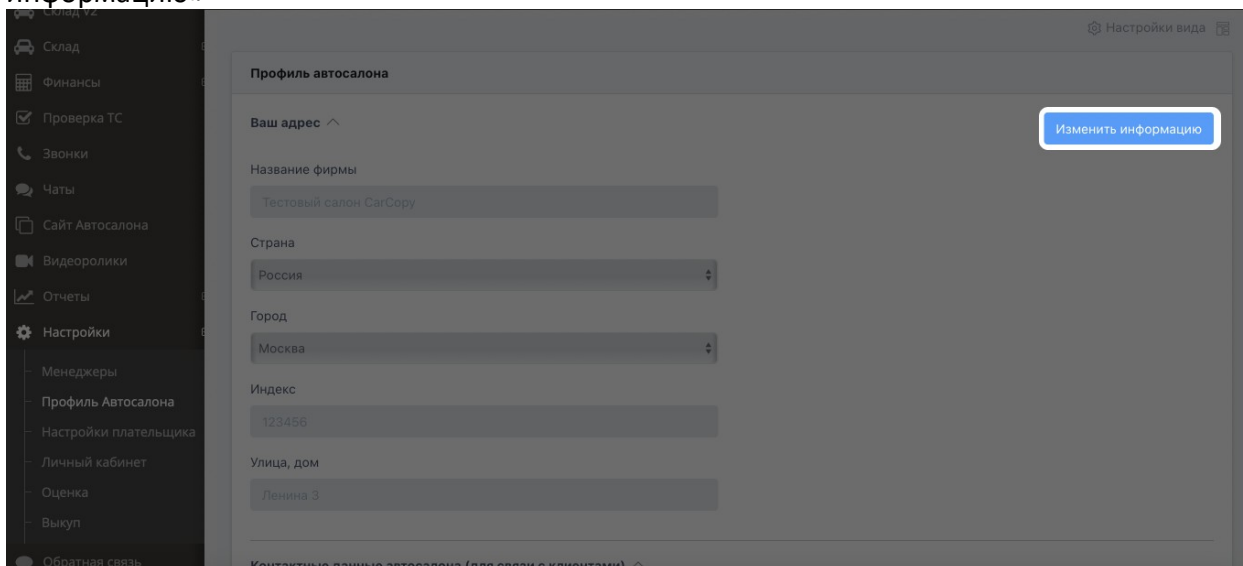 информацию»
Склад V2
Склад
Финансы
Проверка ТС
Звонки
Чаты
Сайт Автосалона
Видеоролики
Отчеты
Настройки
Менеджеры
Профиль Автосалона
Настройки плательщика
Личный кабинет
Оценка
Выкуп
Обратная связь
Настройки вида
Профиль автосалона
Ваш адрес
Изменить информацию
Название фирмы
Тестовый салон CarCopy
Страна
Россия
Город
Москва
Индекс
123456
Улица, дом
Ленина 3
Контактные данные автосалона (для связи с клиентами)